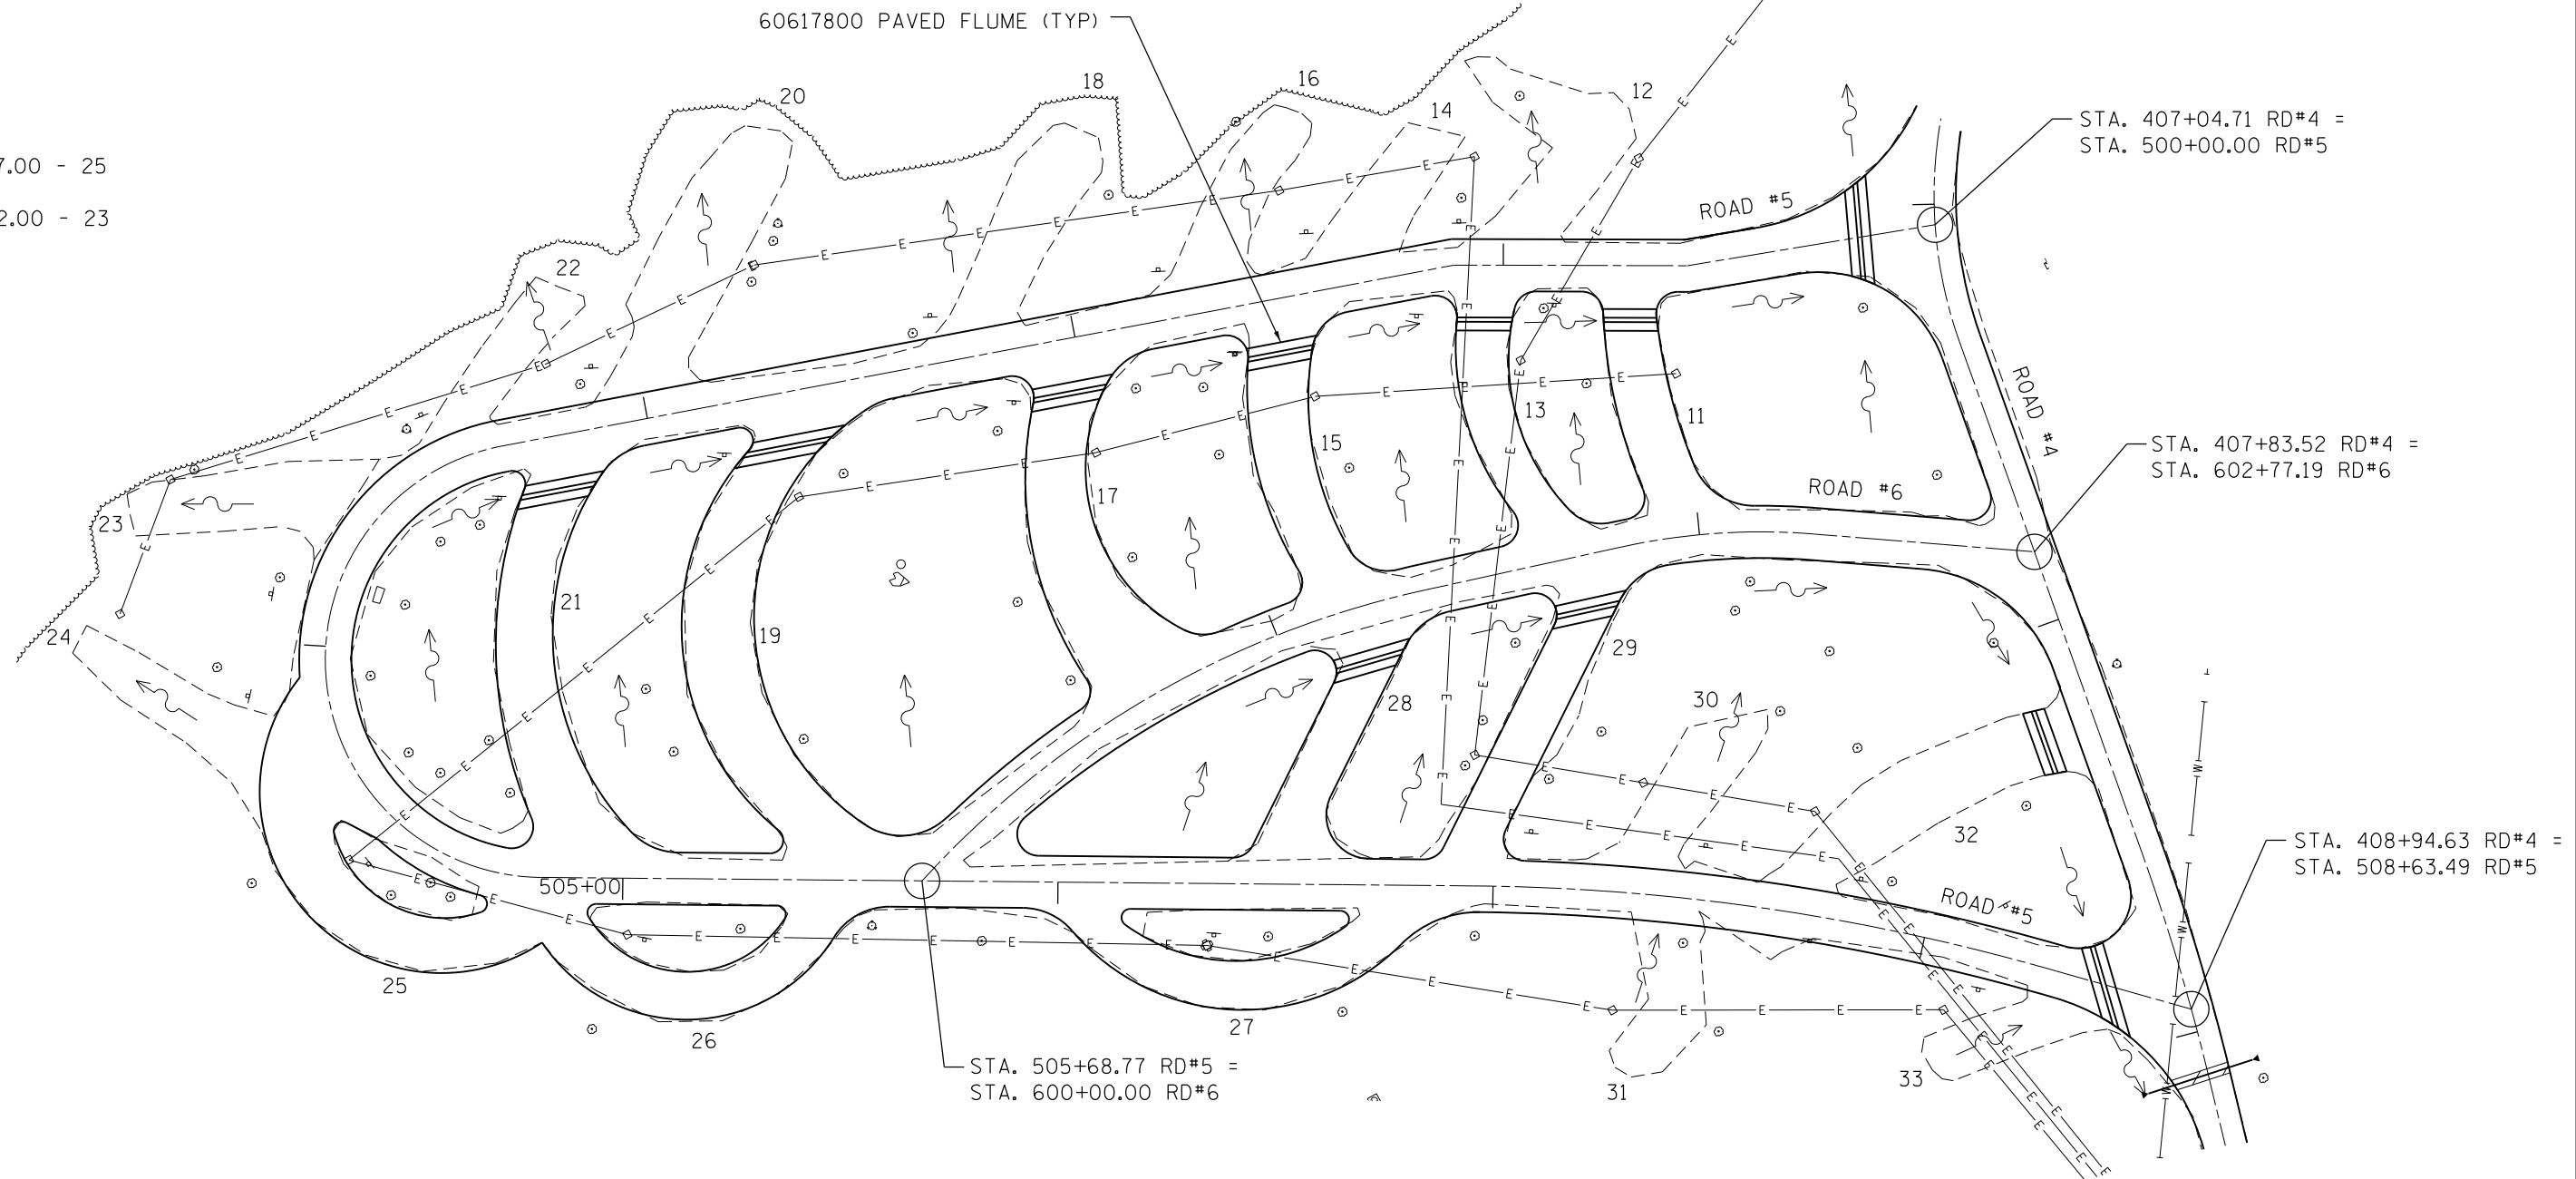 60617800 PAVED FLUME (TYP)
20
18
16
14
12
STA. 407+04.71 RD#4 =
STA. 500+00.00 RD#5
7.00 - 25
2.00 - 23
ROAD #5
22
ROAD #4
13
11
15
STA. 407+83.52 RD#4 =
STA. 602+77.19 RD#6
ROAD #6
17
23
21
19
24
29
28
30
32
STA. 408+94.63 RD#4 =
STA. 508+63.49 RD#5
505+00
ROAD #5
25
26
27
STA. 505+68.77 RD#5 =
STA. 600+00.00 RD#6
31
33
E
W